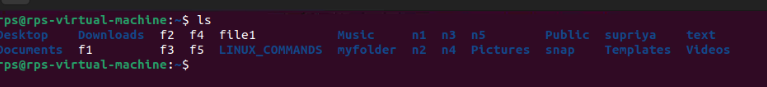 rps@rps-virtual-machine:~$ ls
Desktop Downloads f2 f4 file1 Music n1 n3 n5 Public supriya text
Documents f1 f3 f5 LINUX_COMMANDS myfolder n2 n4 Pictures snap Templates Videos
rps@rps-virtual-machine:~$